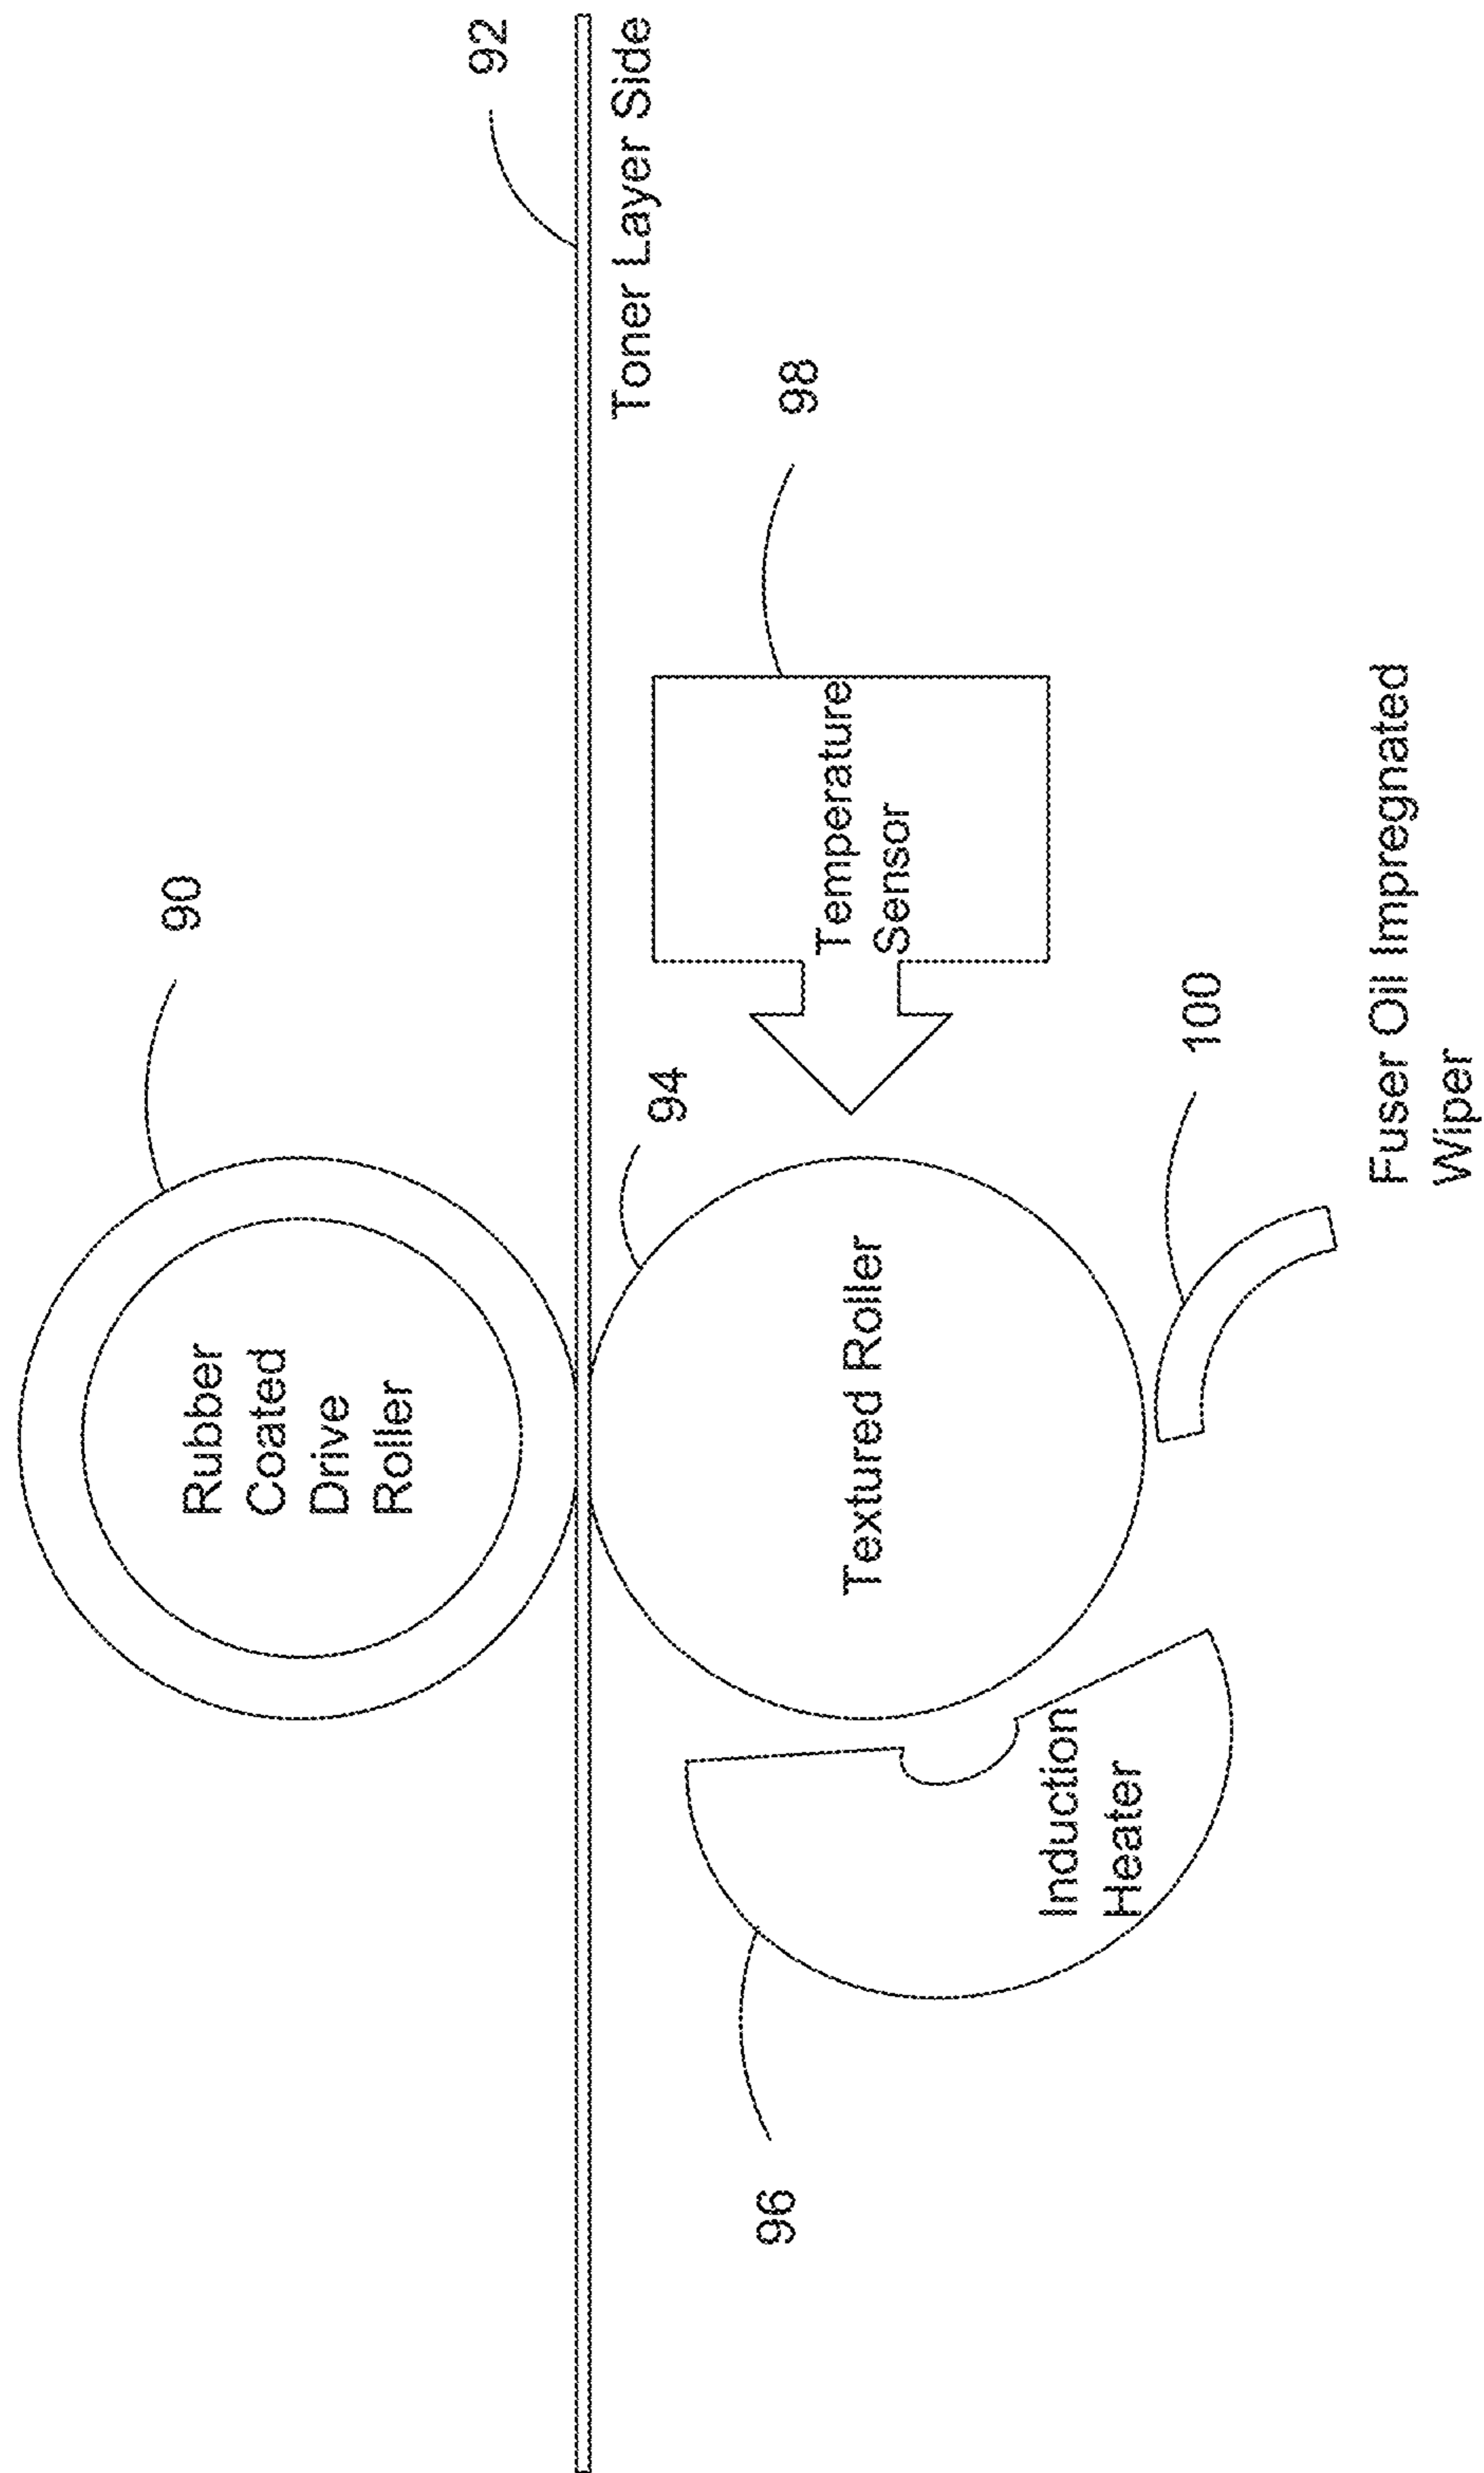 90
Rubber
Coated
Drive
Roller
92
Toner Layer Side
94
Textured Roller
98
Temperature
Sensor
96
Induction
Heater
100
Fuser Oil Impregnated
Wiper